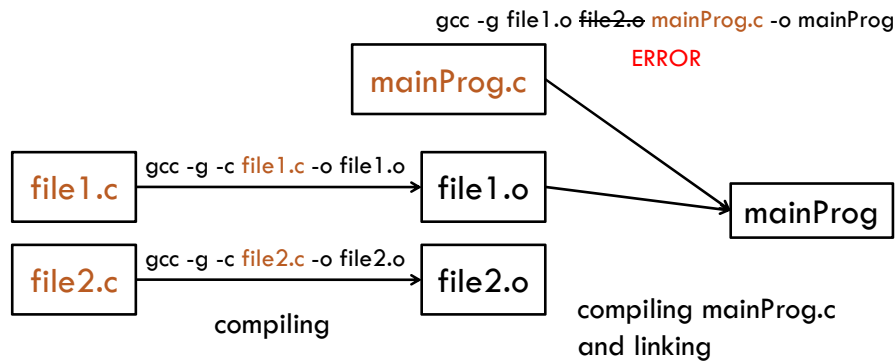 gcc -g file1.o file2.o mainProg.c -o mainProg
ERROR
mainProg.c
file1.c
gcc -g -c file1.c -o file1.o
file1.o
mainProg
file2.c
gcc -g -c file2.c -o file2.o
file2.o
compiling
compiling mainProg.c
and linking